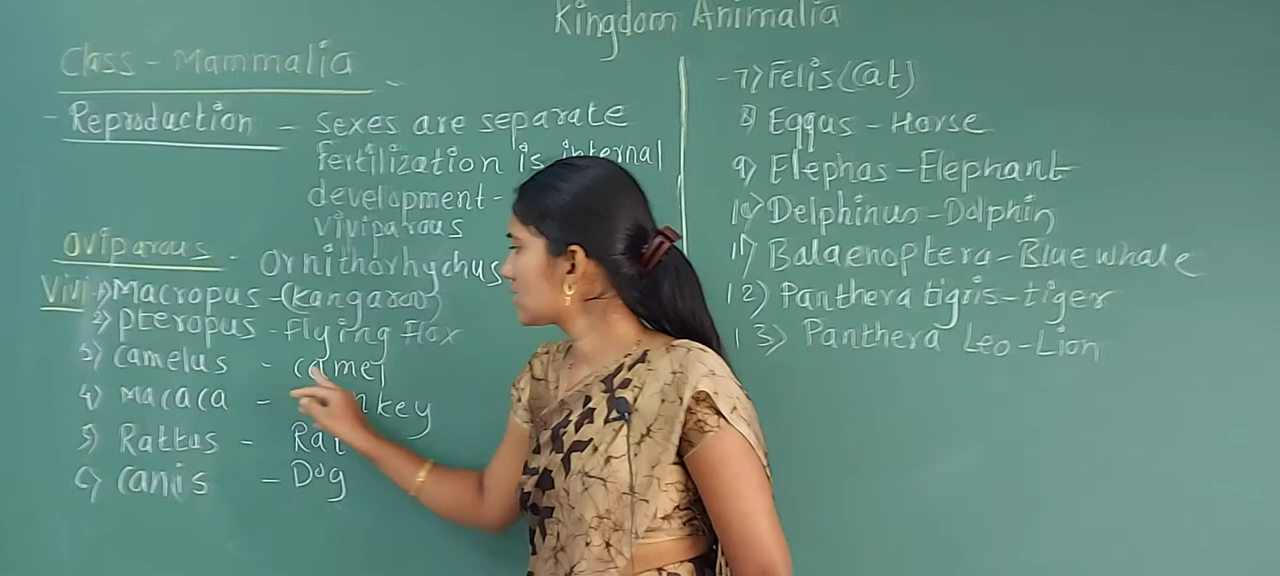 Kingdom Animalia
Class - Mammalia
- Reproduction - sexes are separate
fertilization is internal
development -
viviparous
oviparous - Ornithorhychus
Vivi 1) Macropus - (kangaroo)
2) pteropus - flying flox
3) camelus - camel
4) Macaca - nkey
5) Rattus - Rat
6) canis - Dog
- 7) Felis (cat)
8) Eqqus - Horse
9) Elephas - Elephant
10) Delphinus - Dolphin
11) Balaenoptera - Blue whale
12) Panthera tigris - tiger
13) Panthera Leo - Lion